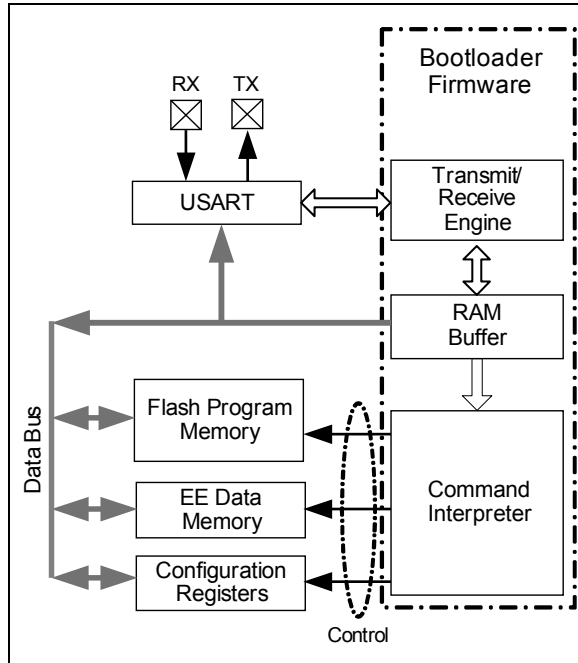 Bootloader
Firmware
RX
TX
USART
Transmit/
Receive
Engine
RAM
Buffer
Data Bus
Flash Program
Memory
EE Data
Memory
Configuration
Registers
Command
Interpreter
Control